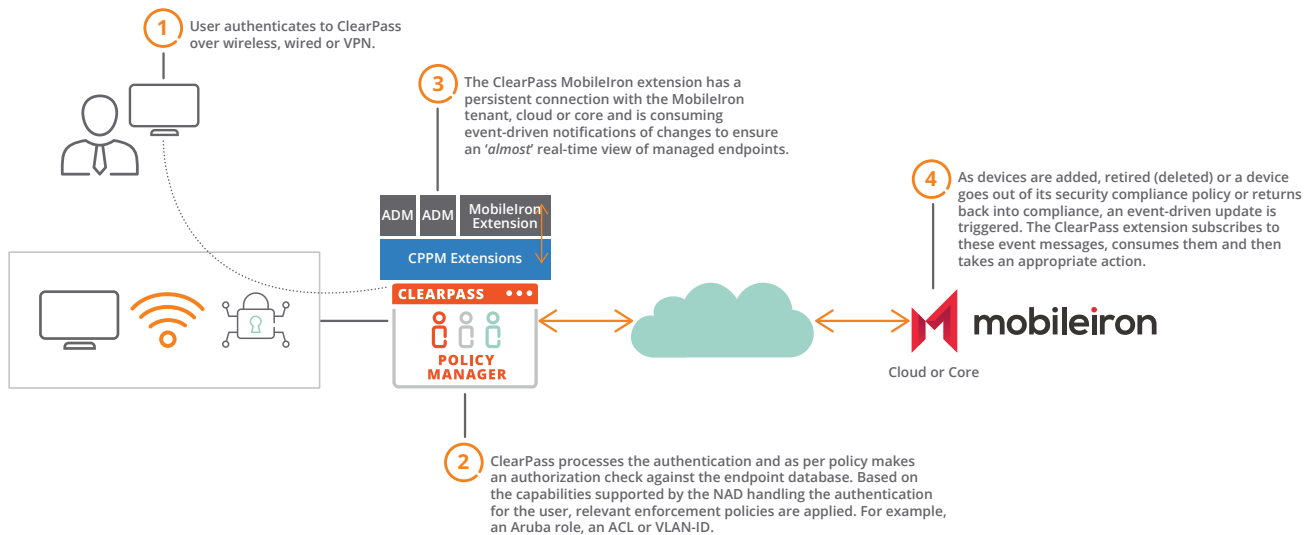 1
User authenticates to ClearPass
over wireless, wired or VPN.
3
The ClearPass MobileIron extension has a
persistent connection with the MobileIron
tenant, cloud or core and is consuming
event-driven notifications of changes to ensure
an ‘almost’ real-time view of managed endpoints.
4
As devices are added, retired (deleted) or a device
goes out of its security compliance policy or returns
back into compliance, an event-driven update is
triggered. The ClearPass extension subscribes to
these event messages, consumes them and then
takes an appropriate action.
ADM
ADM
MobileIron
Extension
CPPM Extensions
CLEARPASS
POLICY
MANAGER
mobileiron
Cloud or Core
2
ClearPass processes the authentication and as per policy makes
an authorization check against the endpoint database. Based on
the capabilities supported by the NAD handling the authentication
for the user, relevant enforcement policies are applied. For example,
an Aruba role, an ACL or VLAN-ID.